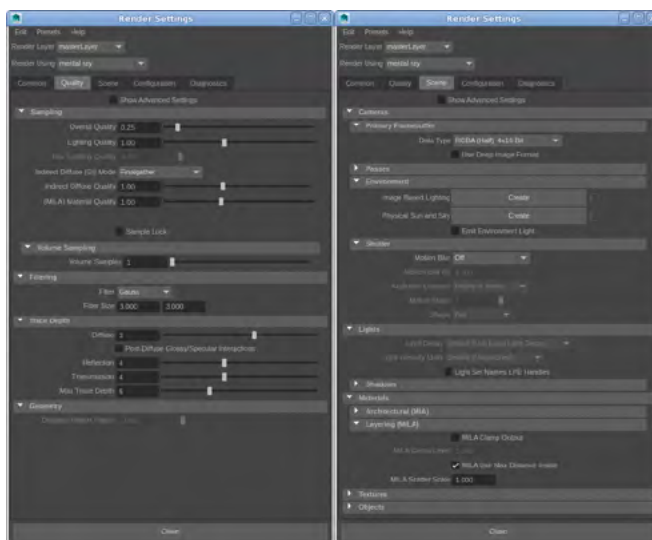 Render Settings
Edit Presets Help
Render Layer masterLayer
Render Using mental ray
Common Quality Scene Configuration Diagnostics
Show Advanced Settings
Sampling
Overall Quality 0.25
Lighting Quality 1.00
Indirect Diffuse (GI) Mode Finalgather
Indirect Diffuse Quality 1.00
(MILA) Material Quality 1.00
Sample Lock
Volume Sampling
Volume Samples 1
Filtering
Filter Gauss
Filter Size 3.000 3.000
Trace Depth
Diffuse 3
Post-Diffuse Glossy/Specular Interactions
Reflection 4
Transmission 4
Max Trace Depth 6
Geometry
Close
Render Settings
Edit Presets Help
Render Layer masterLayer
Render Using mental ray
Common Quality Scene Configuration Diagnostics
Show Advanced Settings
Cameras
Primary Framebuffer
Data Type RGBA (Half) 4x16 Bit
Use Deep Image Format
Passes
Environment
Image Based Lighting Create
Physical Sun and Sky Create
Emit Environment Light
Shutter
Motion Blur Off
Lights
Light Set Names LPE Handles
Shadows
Materials
Architectural (MIA)
Layering (MILA)
MILA Clamp Output
MILA Use Max Distance Inside
MILA Scatter Scale 1.000
Textures
Objects
Close